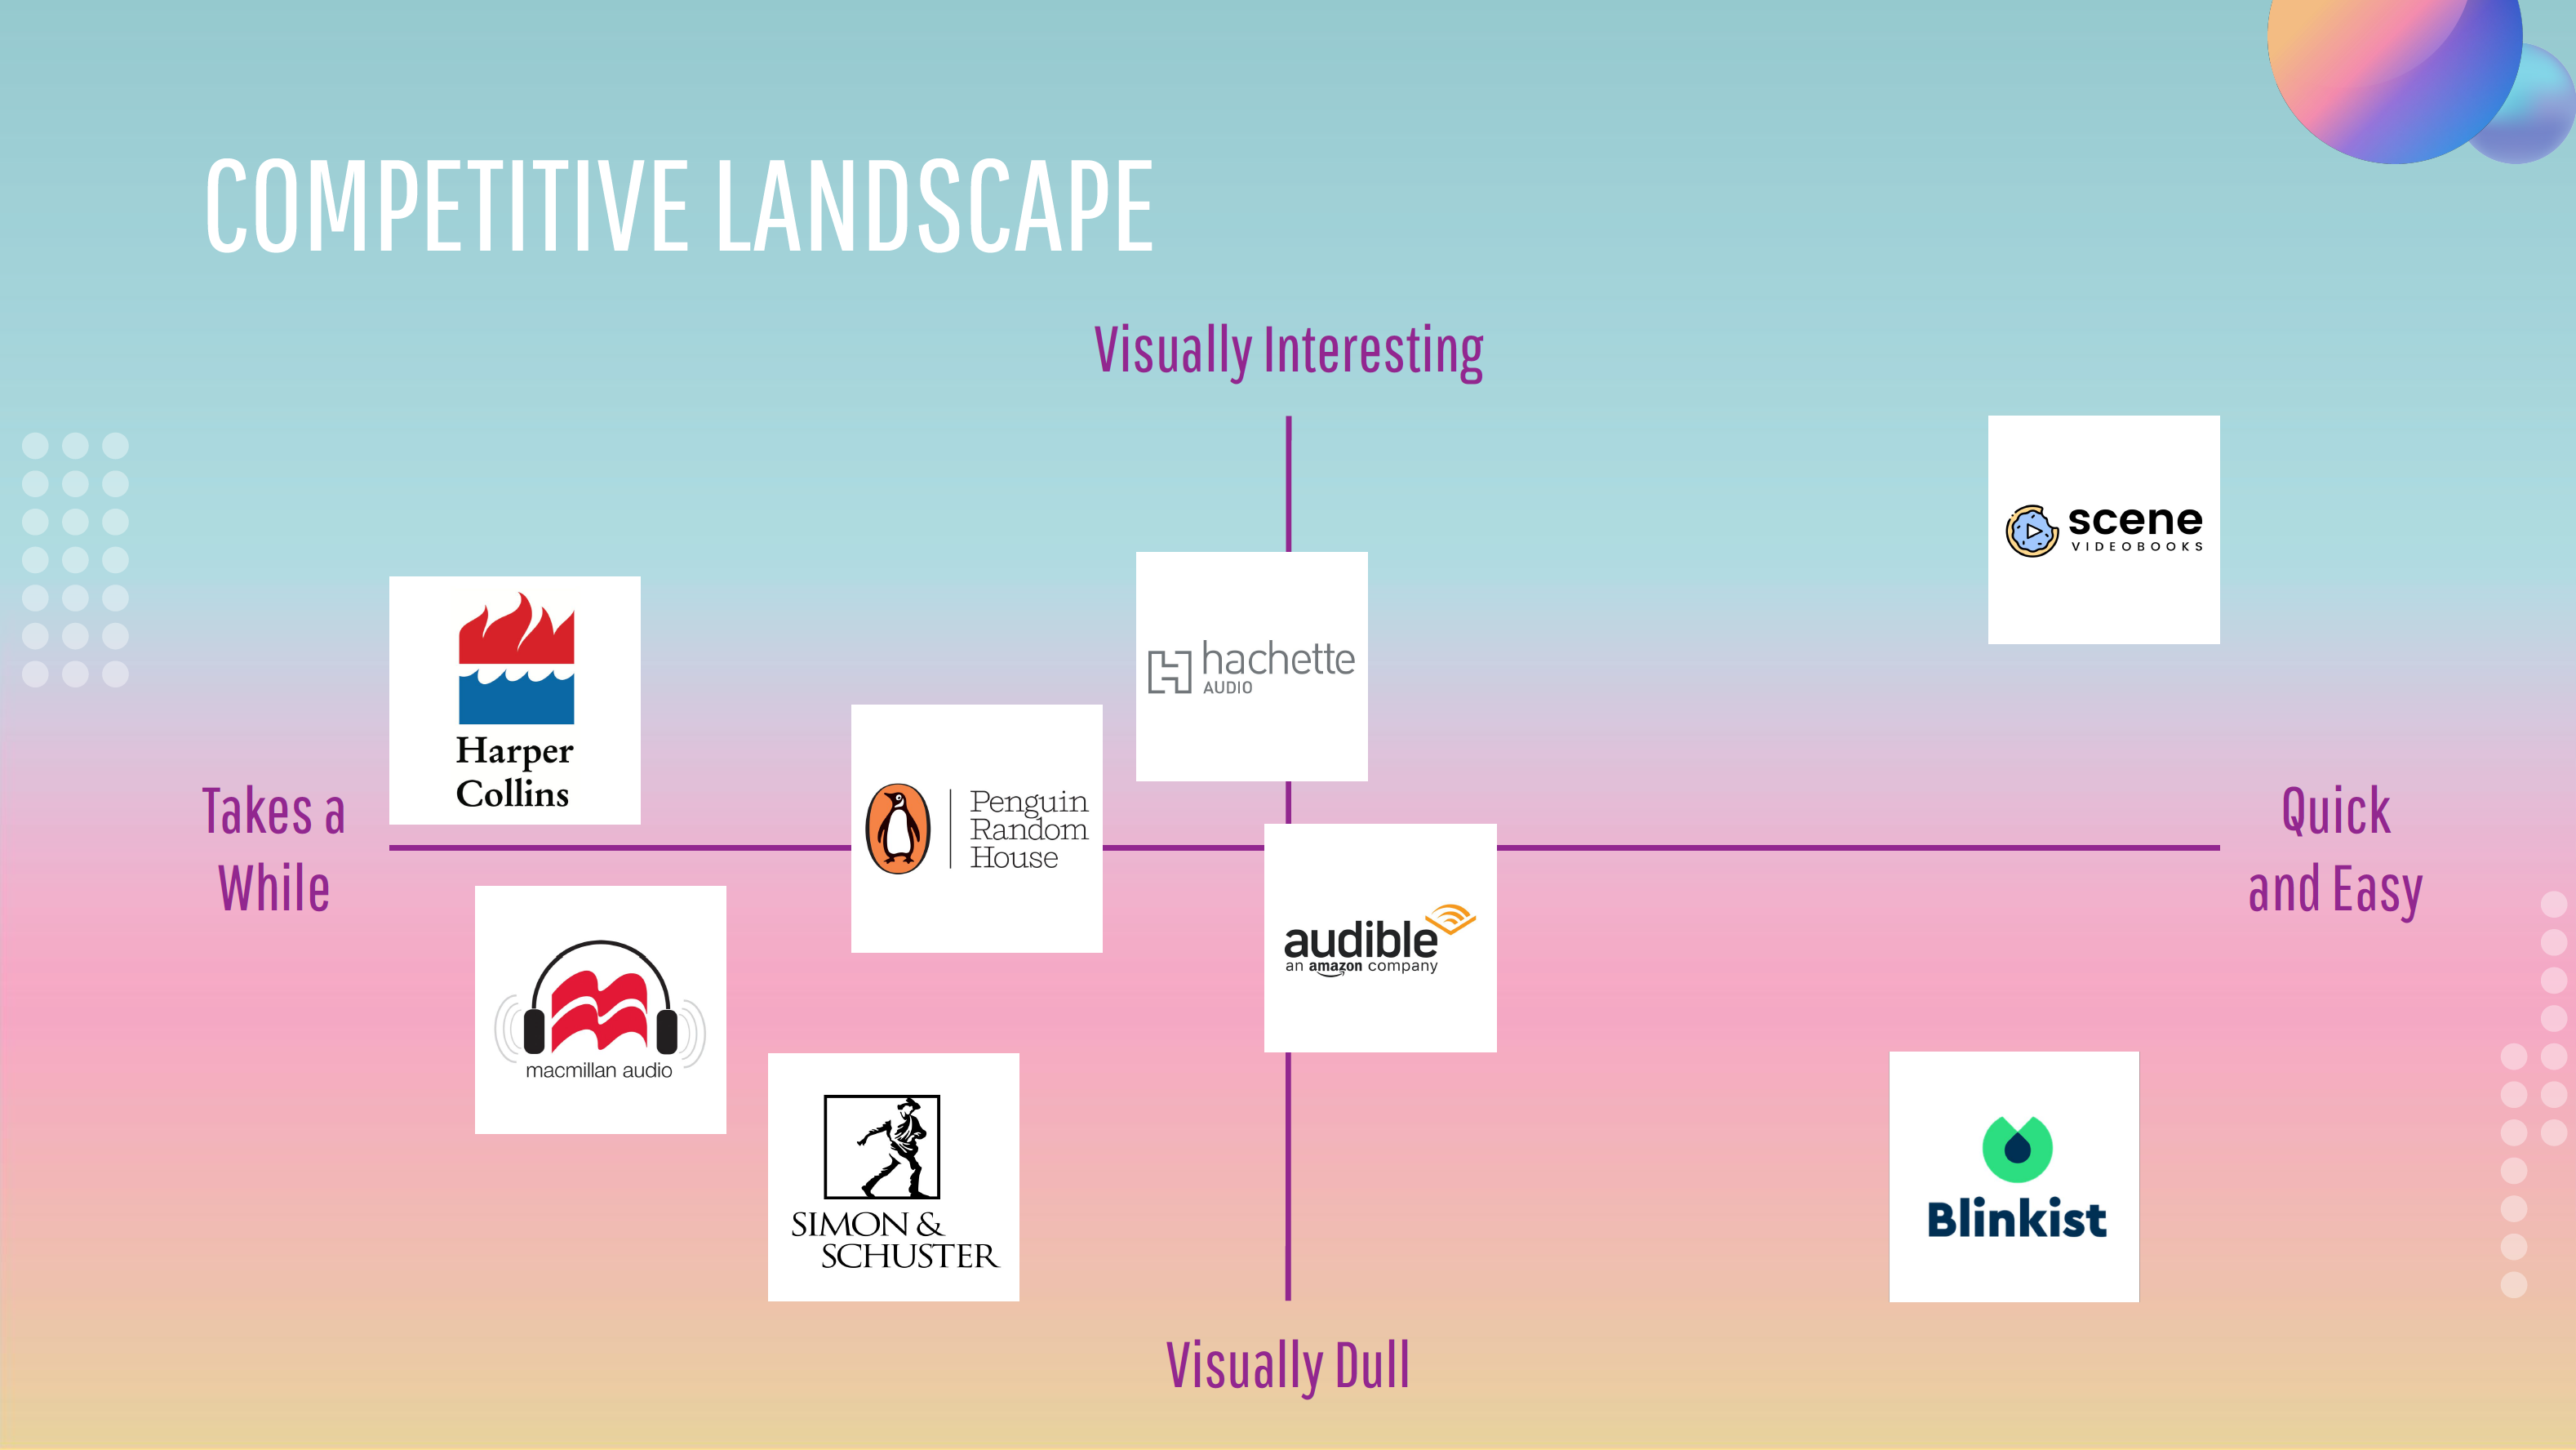 COMPETITIVE LANDSCAPE
Visually Interesting
scene
VIDEOBOOKS
Harper
Collins
hachette
AUDIO
Penguin
Random
House
Takes a
While
Quick
and Easy
audible
an amazon company
macmillan audio
SIMON &
SCHUSTER
Blinkist
Visually Dull